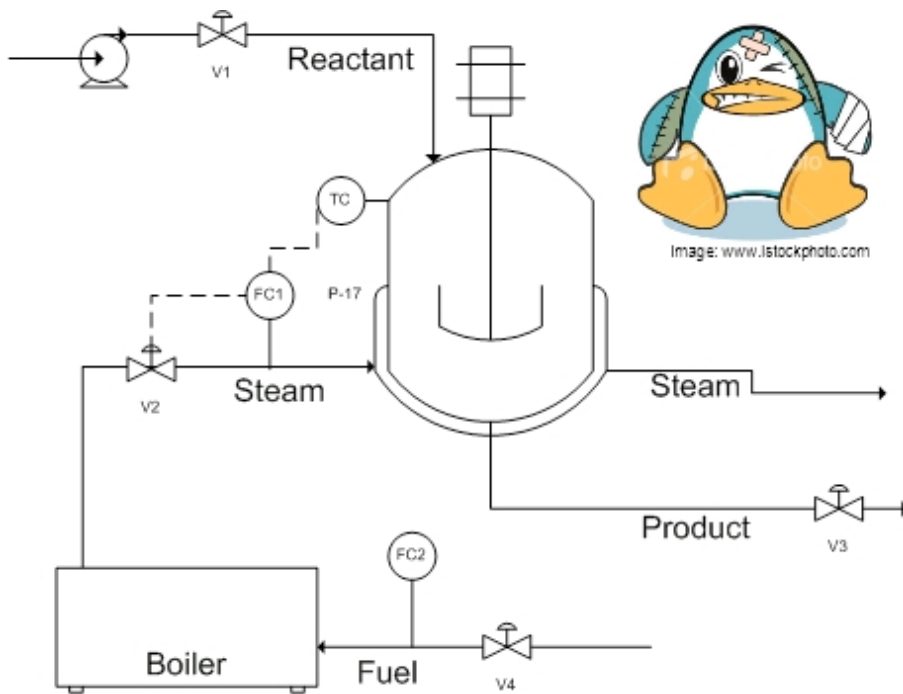 V1
Reactant
TC
FC1
P-17
V2
Steam
Steam
Image: www.istockphoto.com
Product
V3
FC2
Boiler
Fuel
V4